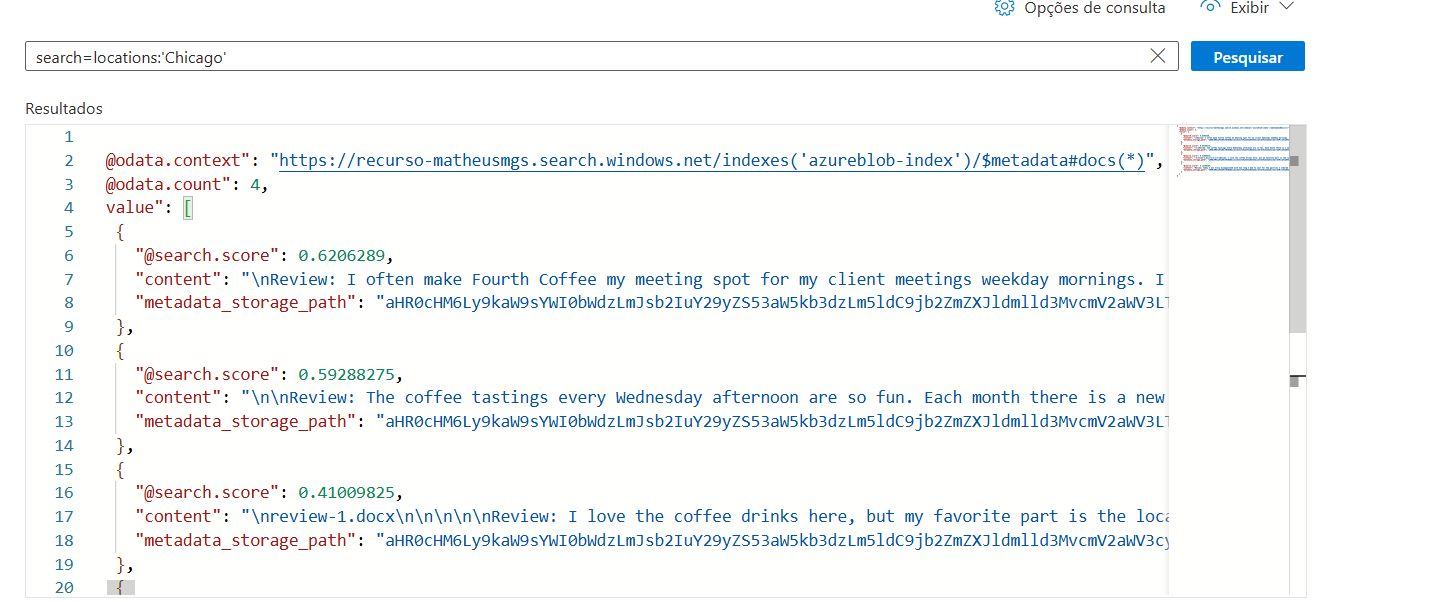 Opções de consulta Exibir
search=locations:'Chicago'
Pesquisar
Resultados
1
2 @odata.context": "https://recurso-matheusmgs.search.windows.net/indexes('azureblob-index')/$metadata#docs(*)",
3 @odata.count": 4,
4 value": [
5 {
6 "@search.score": 0.6206289,
7 "content": "\nReview: I often make Fourth Coffee my meeting spot for my client meetings weekday mornings. I
8 "metadata_storage_path": "aHR0cHM6Ly9kaW9sYWI0bWdzLmJsb2IuY29yZS53aW5kb3dzLm5ldC9jb2ZmZXJldmlld3MvcmV2aWV3LT
9 },
10 {
11 "@search.score": 0.59288275,
12 "content": "\n\nReview: The coffee tastings every Wednesday afternoon are so fun. Each month there is a new
13 "metadata_storage_path": "aHR0cHM6Ly9kaW9sYWI0bWdzLmJsb2IuY29yZS53aW5kb3dzLm5ldC9jb2ZmZXJldmlld3MvcmV2aWV3LT
14 },
15 {
16 "@search.score": 0.41009825,
17 "content": "\nreview-1.docx\n\n\n\n\nReview: I love the coffee drinks here, but my favorite part is the loca
18 "metadata_storage_path": "aHR0cHM6Ly9kaW9sYWI0bWdzLmJsb2IuY29yZS53aW5kb3dzLm5ldC9jb2ZmZXJldmlld3MvcmV2aWV3cy
19 },
20 {